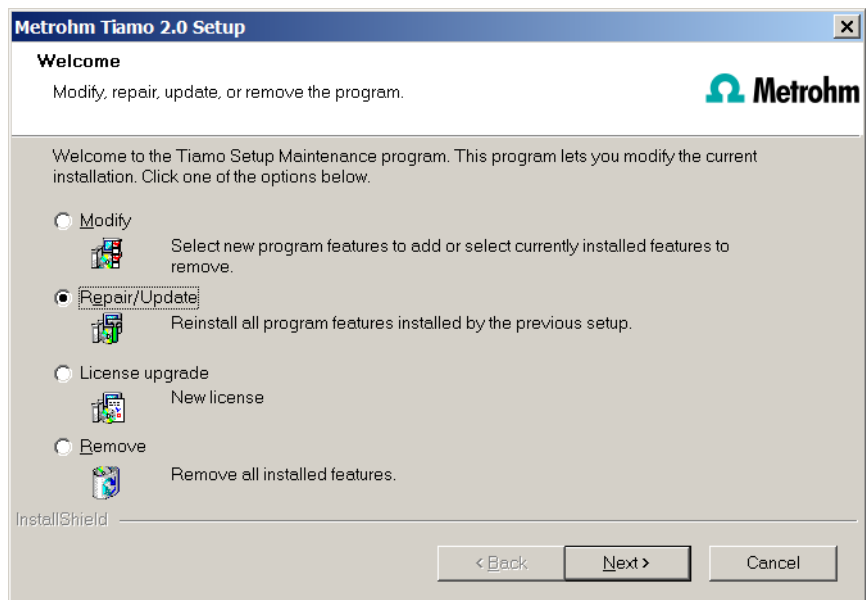 Metrohm Tiamo 2.0 Setup
Welcome
Modify, repair, update, or remove the program.
Metrohm
Welcome to the Tiamo Setup Maintenance program. This program lets you modify the current
installation. Click one of the options below.
Modify
Select new program features to add or select currently installed features to
remove.
Repair/Update
Reinstall all program features installed by the previous setup.
License upgrade
New license
Remove
Remove all installed features.
InstallShield
< Back
Next >
Cancel